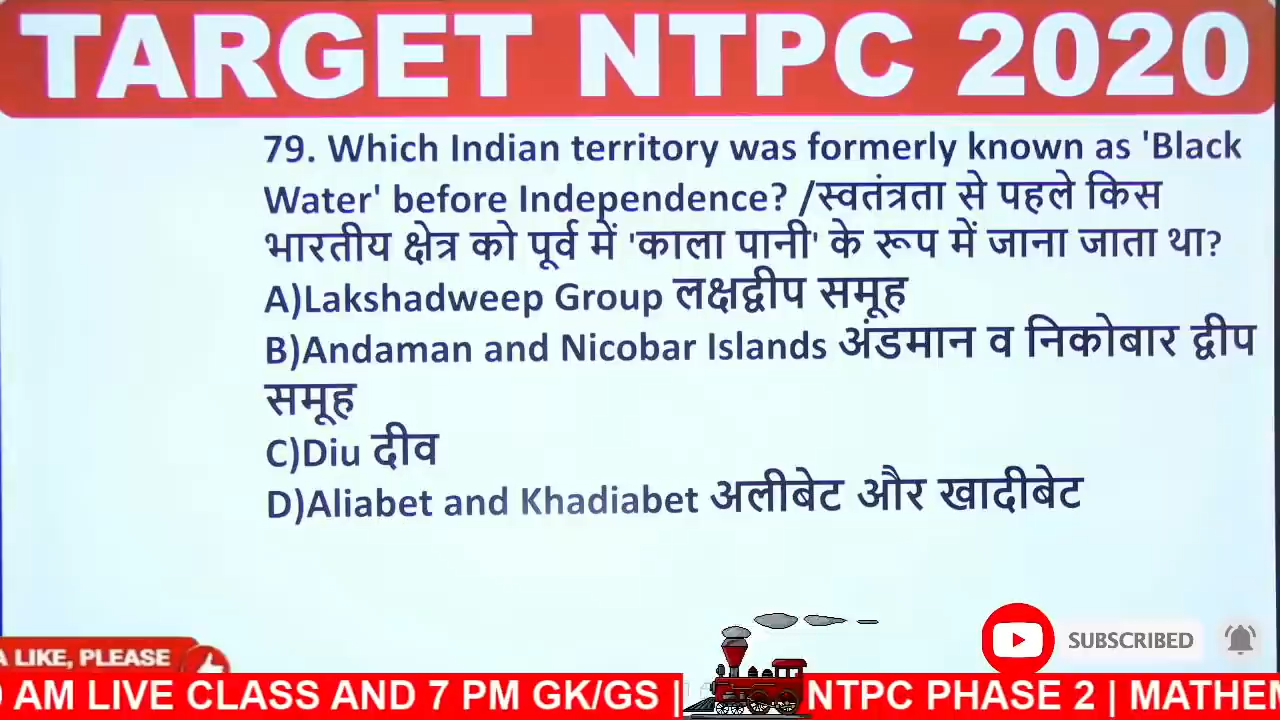 TARGET NTPC 2020
79. Which Indian territory was formerly known as 'Black
Water' before Independence? /स्वतंत्रता से पहले किस
भारतीय क्षेत्र को पूर्व में 'काला पानी' के रूप में जाना जाता था?
A)Lakshadweep Group लक्षद्वीप समूह
B)Andaman and Nicobar Islands अंडमान व निकोबार द्वीप
समूह
C)Diu दीव
D)Aliabet and Khadiabet अलीबेट और खादीबेट
SUBSCRIBED
A LIKE, PLEASE
AM LIVE CLASS AND 7 PM GK/GS | NTPC PHASE 2 |